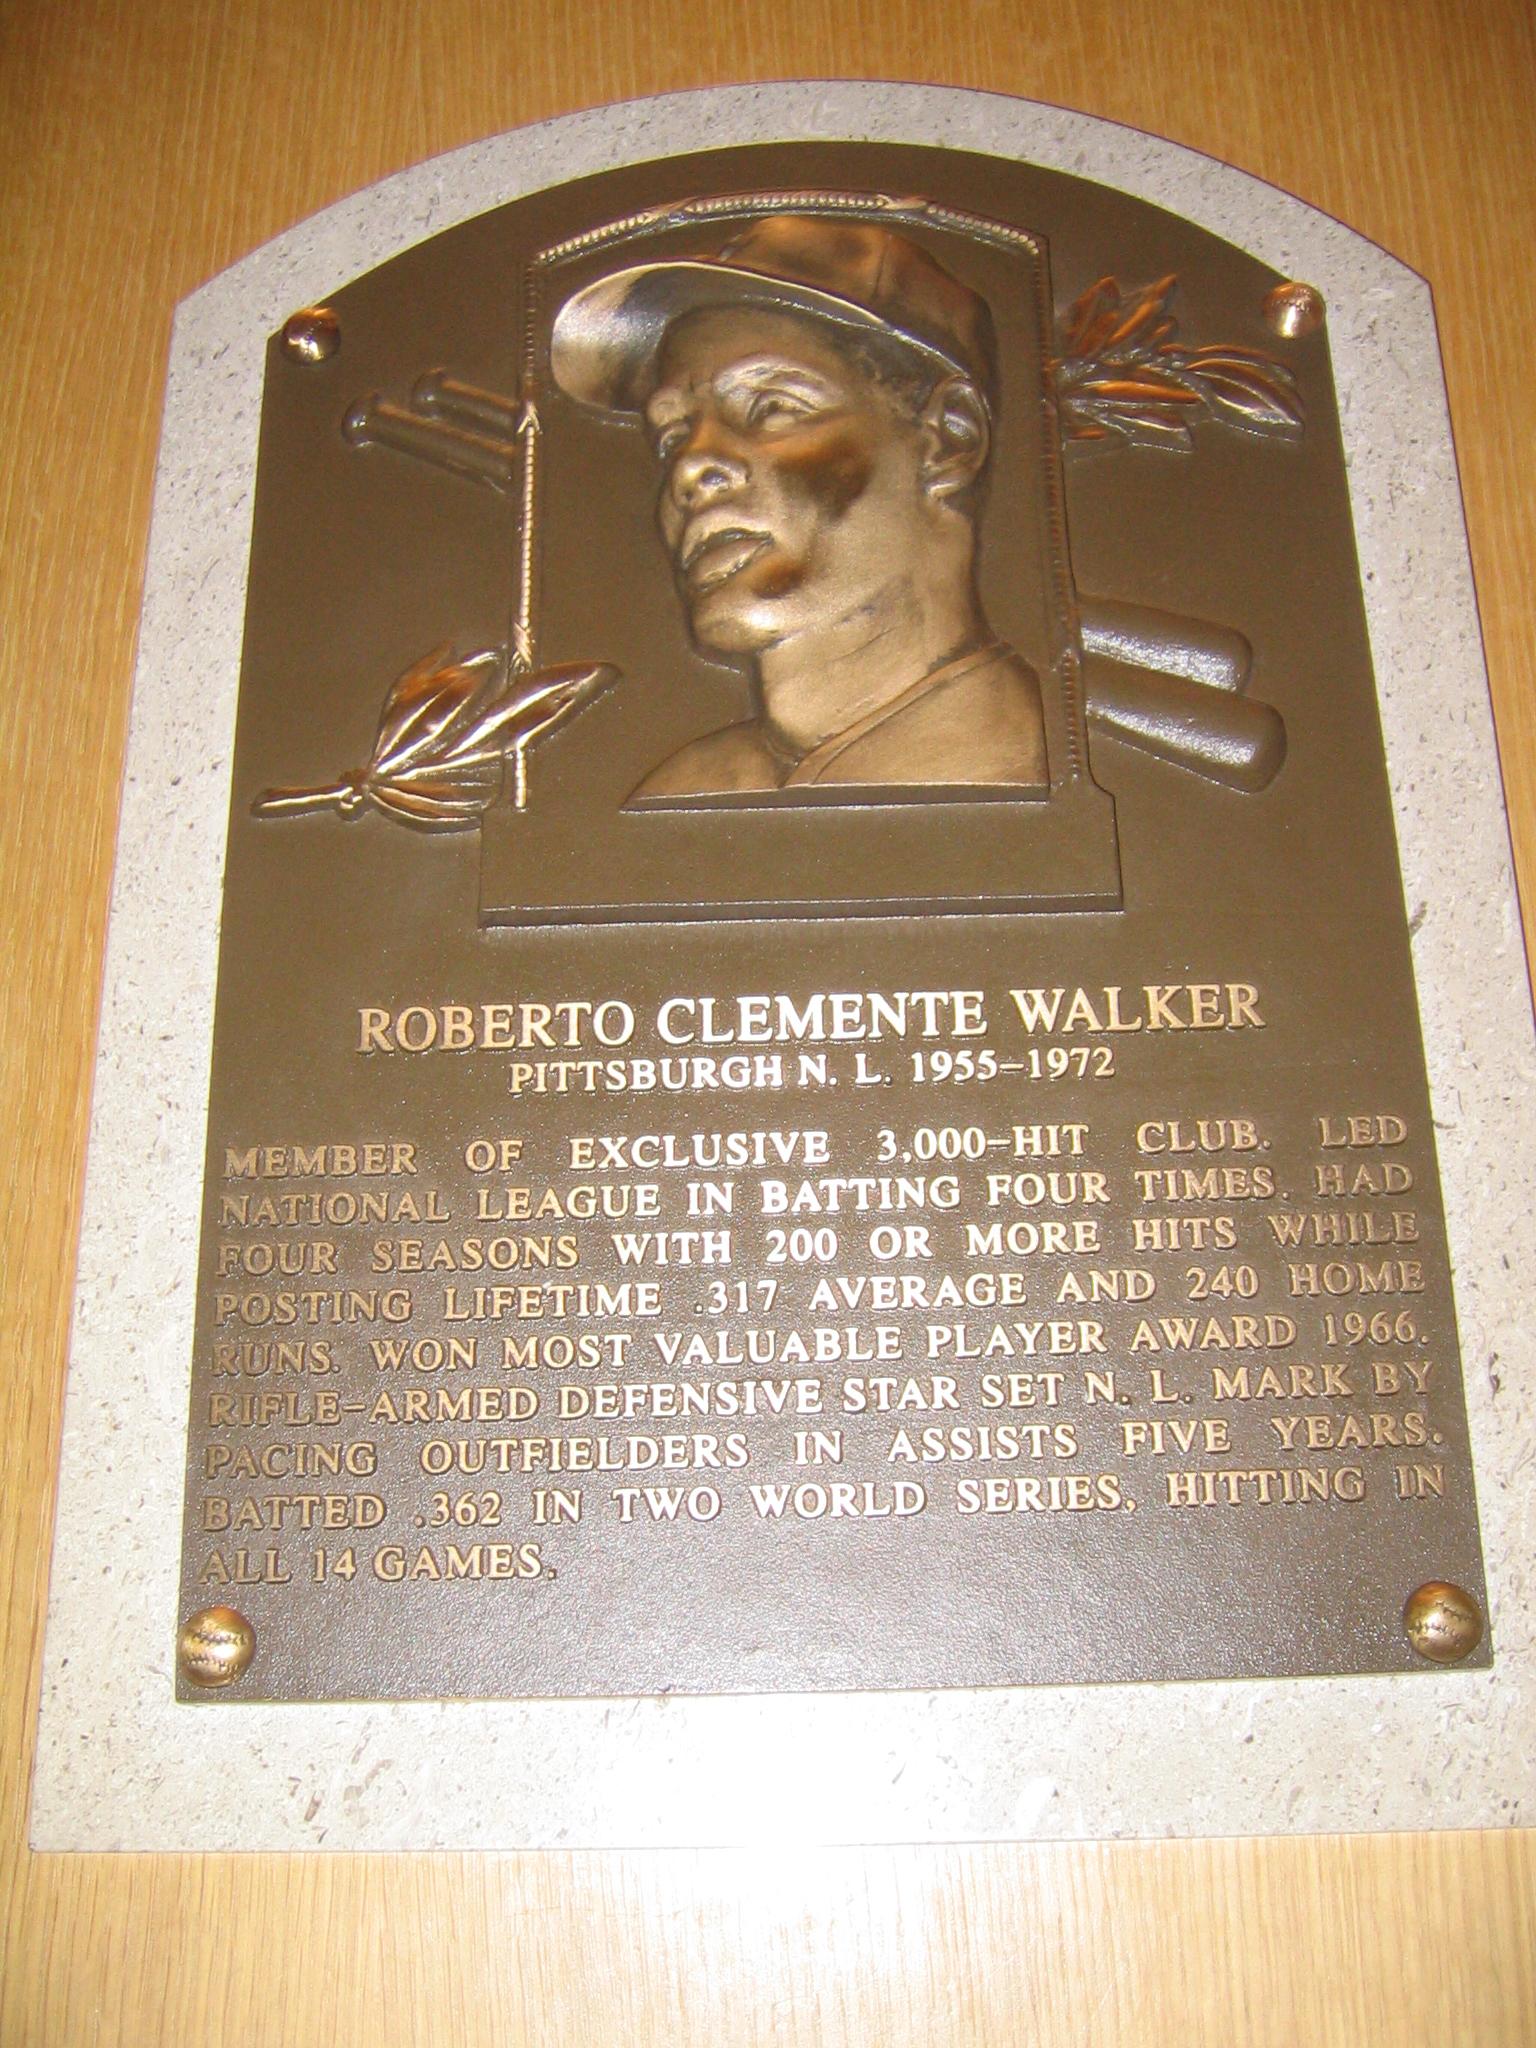 ROBERTO CLEMENTE WALKER
PITTSBURGH N. L. 1955–1972
MEMBER OF EXCLUSIVE 3,000–HIT CLUB. LED
NATIONAL LEAGUE IN BATTING FOUR TIMES. HAD
FOUR SEASONS WITH 200 OR MORE HITS WHILE
POSTING LIFETIME .317 AVERAGE AND 240 HOME
RUNS. WON MOST VALUABLE PLAYER AWARD 1966.
RIFLE–ARMED DEFENSIVE STAR SET N. L. MARK BY
PACING OUTFIELDERS IN ASSISTS FIVE YEARS.
BATTED .362 IN TWO WORLD SERIES, HITTING IN
ALL 14 GAMES.